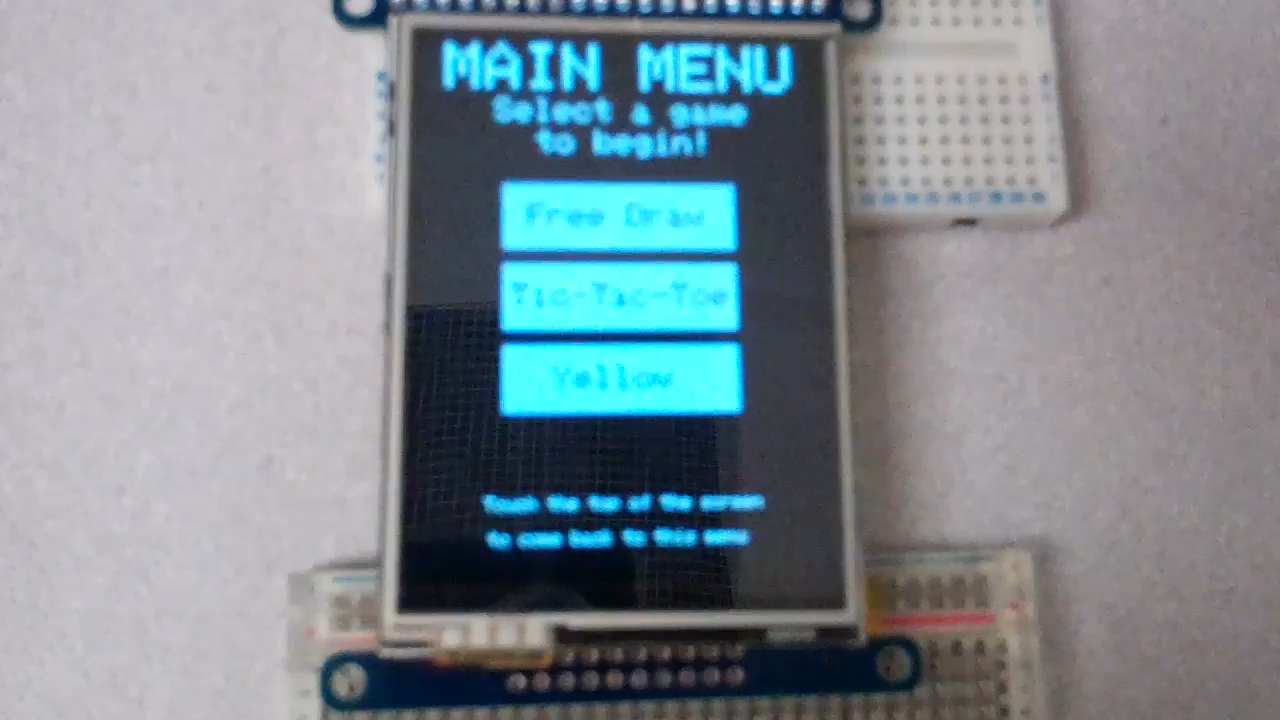 MAIN MENU
Select a game
to begin!
Free Draw
Tic-Tac-Toe
Yellow
Touch the top of the screen
to come back to this menu